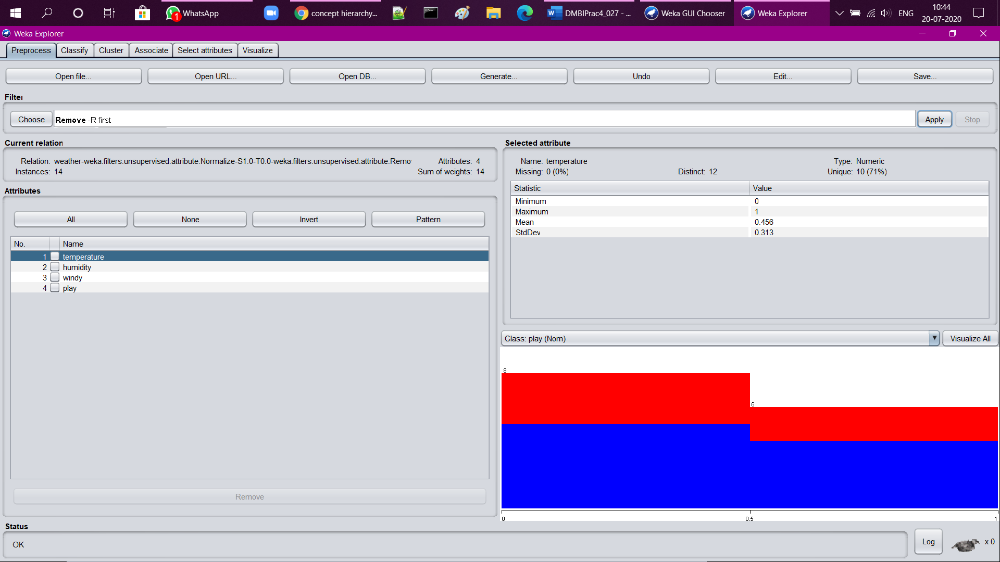 1
WhatsApp
concept hierarchy...
DMBIPrac4_027 - ...
Weka GUI Chooser
Weka Explorer
ENG
10:44
20-07-2020
Weka Explorer
Preprocess Classify Cluster Associate Select attributes Visualize
Open file... Open URL... Open DB... Generate... Undo Edit... Save...
Filter
Choose Remove -R first Apply Stop
Current relation
Relation: weather-weka.filters.unsupervised.attribute.Normalize-S1.0-T0.0-weka.filters.unsupervised.attribute.Remo Attributes: 4
Instances: 14 Sum of weights: 14
Attributes
All None Invert Pattern
No. Name
1 temperature
2 humidity
3 windy
4 play
Remove
Selected attribute
Name: temperature Type: Numeric
Missing: 0 (0%) Distinct: 12 Unique: 10 (71%)
Statistic Value
Minimum 0
Maximum 1
Mean 0.456
StdDev 0.313
Class: play (Nom) Visualize All
8
6
0 0.5 1
Status
OK
Log x 0